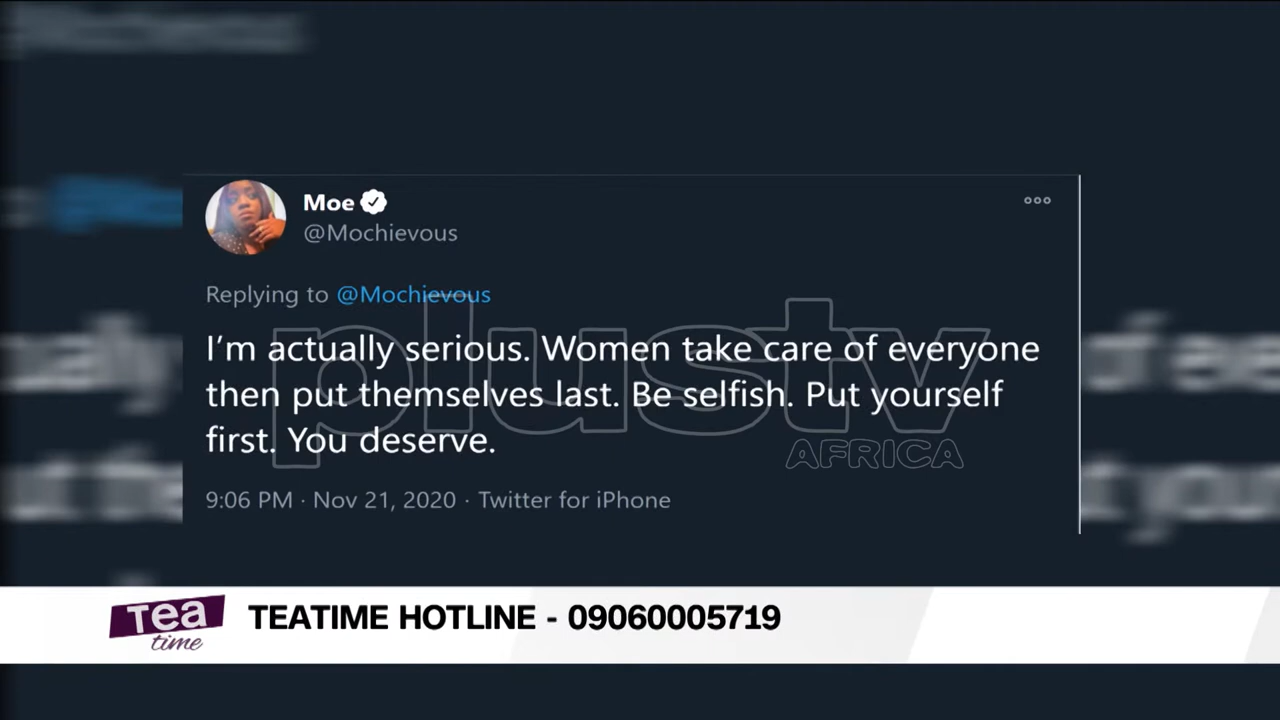 Moe
@Mochievous
Replying to @Mochievous
I'm actually serious. Women take care of everyone
then put themselves last. Be selfish. Put yourself
first. You deserve.
9:06 PM · Nov 21, 2020 · Twitter for iPhone
plustv
AFRICA
Tea
time
TEATIME HOTLINE - 09060005719